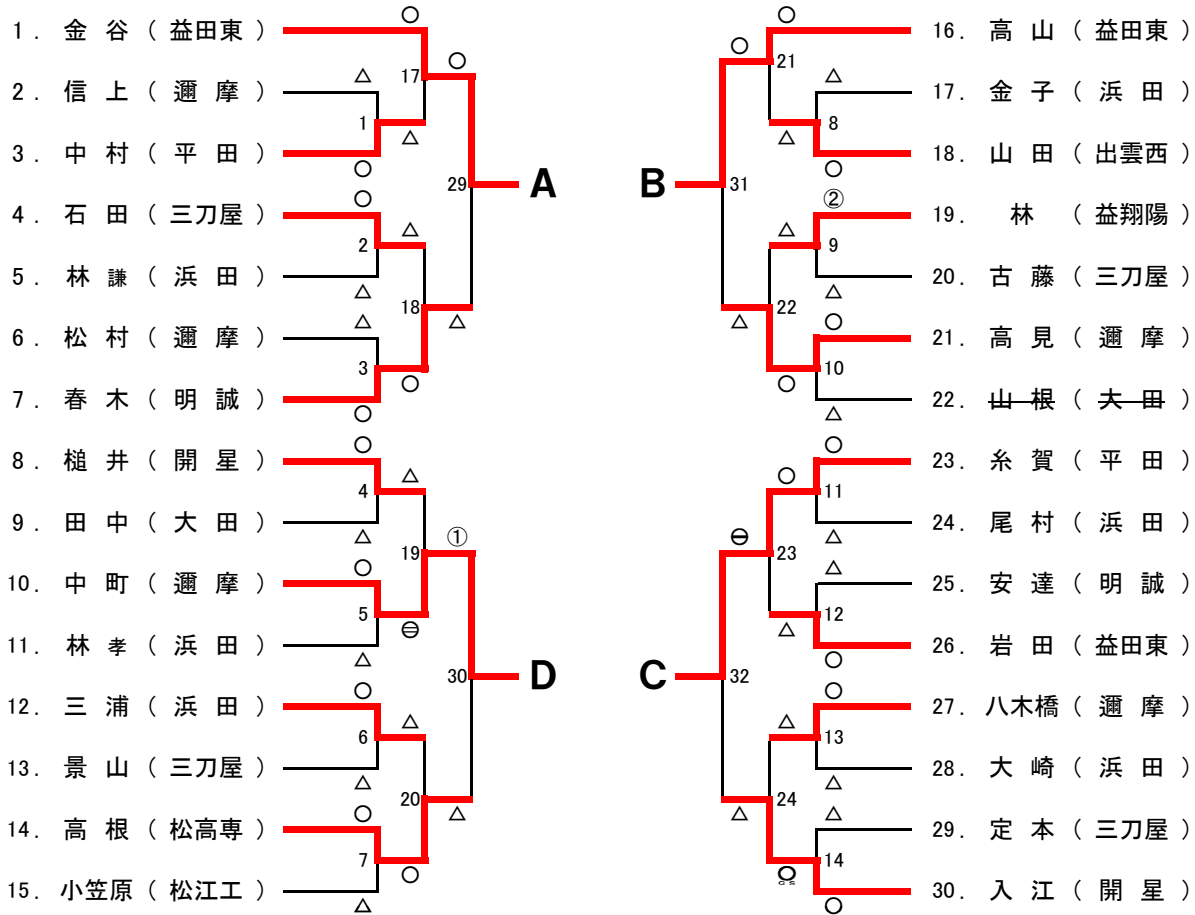 1. 金谷（益田東）
2. 信上（邇摩）
3. 中村（平田）
4. 石田（三刀屋）
5. 林謙（浜田）
6. 松村（邇摩）
7. 春木（明誠）
8. 槌井（開星）
9. 田中（大田）
10. 中町（邇摩）
11. 林孝（浜田）
12. 三浦（浜田）
13. 景山（三刀屋）
14. 高根（松高専）
15. 小笠原（松江工）
○ △ ○ ○ △ △ ○ ○ △ ○ △ ○ △ ○ △
1 2 3 4 5 6 7
○ △ △ ○ △ ⊖ △ ○
17 18 19 20
○ △ ① △
29 30
A
D
B
C
31 32
○ △ ⊖ △
21 22 23 24
○ △ △ ○ ○ △ △ ○
GS
8 9 10 11 12 13 14
△ ○ ② △ ○ △ ○ △ △ ○ ○ △ △ ○
16. 高山（益田東）
17. 金子（浜田）
18. 山田（出雲西）
19. 林（益翔陽）
20. 古藤（三刀屋）
21. 高見（邇摩）
22. 山根（大田）
23. 糸賀（平田）
24. 尾村（浜田）
25. 安達（明誠）
26. 岩田（益田東）
27. 八木橋（邇摩）
28. 大崎（浜田）
29. 定本（三刀屋）
30. 入江（開星）